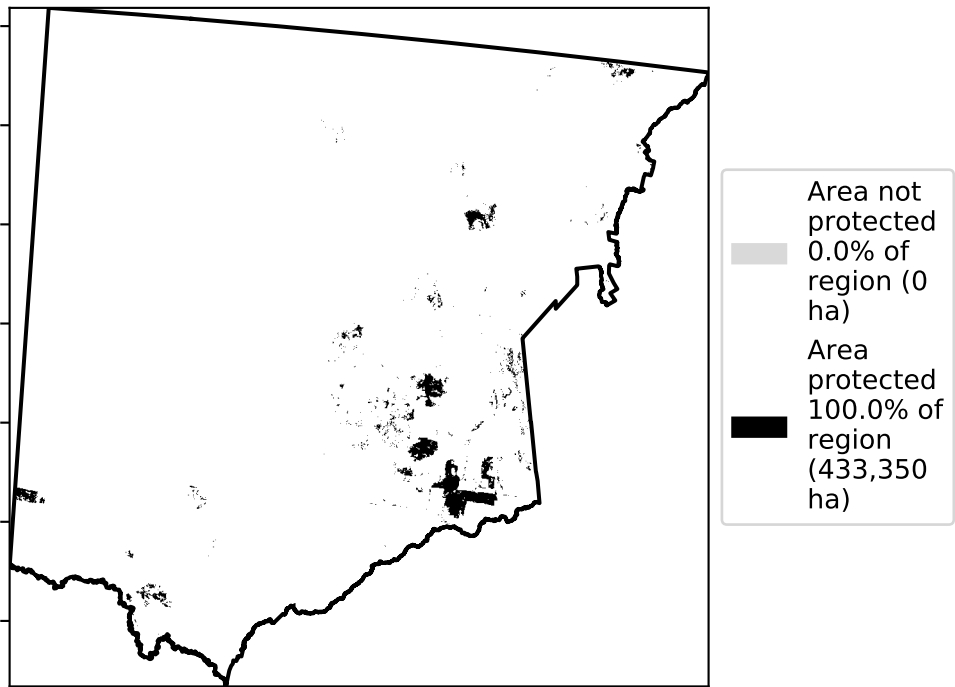 Area not
protected
0.0% of
region (0
ha)
Area
protected
100.0% of
region
(433,350
ha)